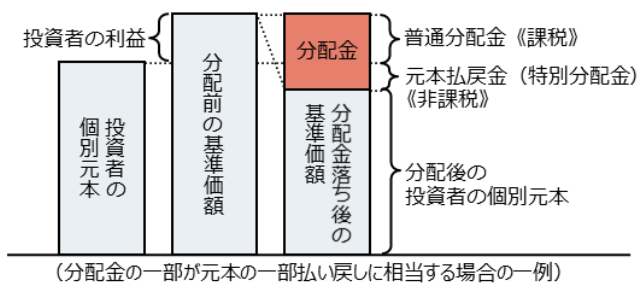 投資者の利益
投資者の
個別元本
分配前の基準価額
分配金
分配金落ち後の
基準価額
普通分配金《課税》
元本払戻金（特別分配金）
《非課税》
分配後の
投資者の個別元本
（分配金の一部が元本の一部払い戻しに相当する場合の一例）